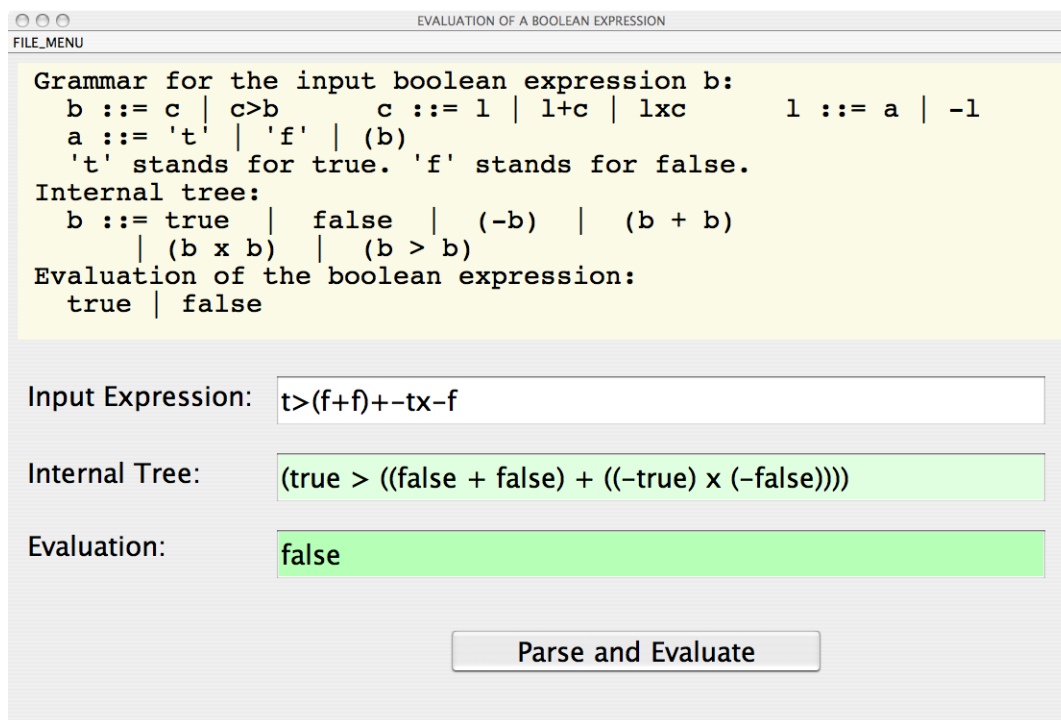 EVALUATION OF A BOOLEAN EXPRESSION
FILE_MENU
Grammar for the input boolean expression b:
b ::= c | c>b c ::= l | l+c | lxc l ::= a | -l
a ::= 't' | 'f' | (b)
't' stands for true. 'f' stands for false.
Internal tree:
b ::= true | false | (-b) | (b + b)
| (b x b) | (b > b)
Evaluation of the boolean expression:
true | false
Input Expression: t>(f+f)+-tx-f
Internal Tree: (true > ((false + false) + ((-true) x (-false))))
Evaluation: false
Parse and Evaluate